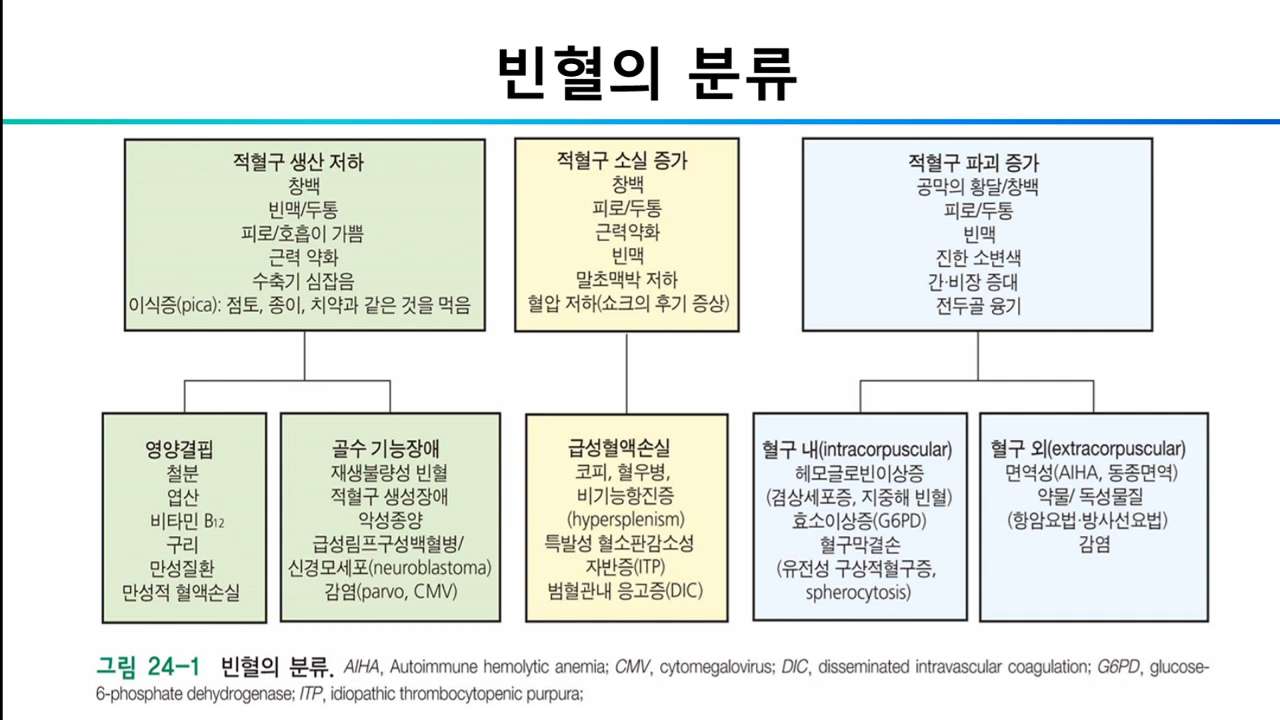 빈혈의 분류
적혈구 생산 저하
창백
빈맥/두통
피로/호흡이 가쁨
근력 약화
수축기 심잡음
이식증(pica): 점토, 종이, 치약과 같은 것을 먹음
적혈구 소실 증가
창백
피로/두통
근력약화
빈맥
말초맥박 저하
혈압 저하(쇼크의 후기 증상)
적혈구 파괴 증가
공막의 황달/창백
피로/두통
빈맥
진한 소변색
간·비장 증대
전두골 융기
영양결핍
철분
엽산
비타민 B12
구리
만성질환
만성적 혈액손실
골수 기능장애
재생불량성 빈혈
적혈구 생성장애
악성종양
급성림프구성백혈병/
신경모세포(neuroblastoma)
감염(parvo, CMV)
급성혈액손실
코피, 혈우병,
비기능항진증
(hypersplenism)
특발성 혈소판감소성
자반증(ITP)
범혈관내 응고증(DIC)
혈구 내(intracorpuscular)
헤모글로빈이상증
(겸상세포증, 지중해 빈혈)
효소이상증(G6PD)
혈구막결손
(유전성 구상적혈구증,
spherocytosis)
혈구 외(extracorpuscular)
면역성(AIHA, 동종면역)
약물/ 독성물질
(항암요법·방사선요법)
감염
그림 24-1 빈혈의 분류. AIHA, Autoimmune hemolytic anemia; CMV, cytomegalovirus; DIC, disseminated intravascular coagulation; G6PD, glucose-
6-phosphate dehydrogenase; ITP, idiopathic thrombocytopenic purpura;